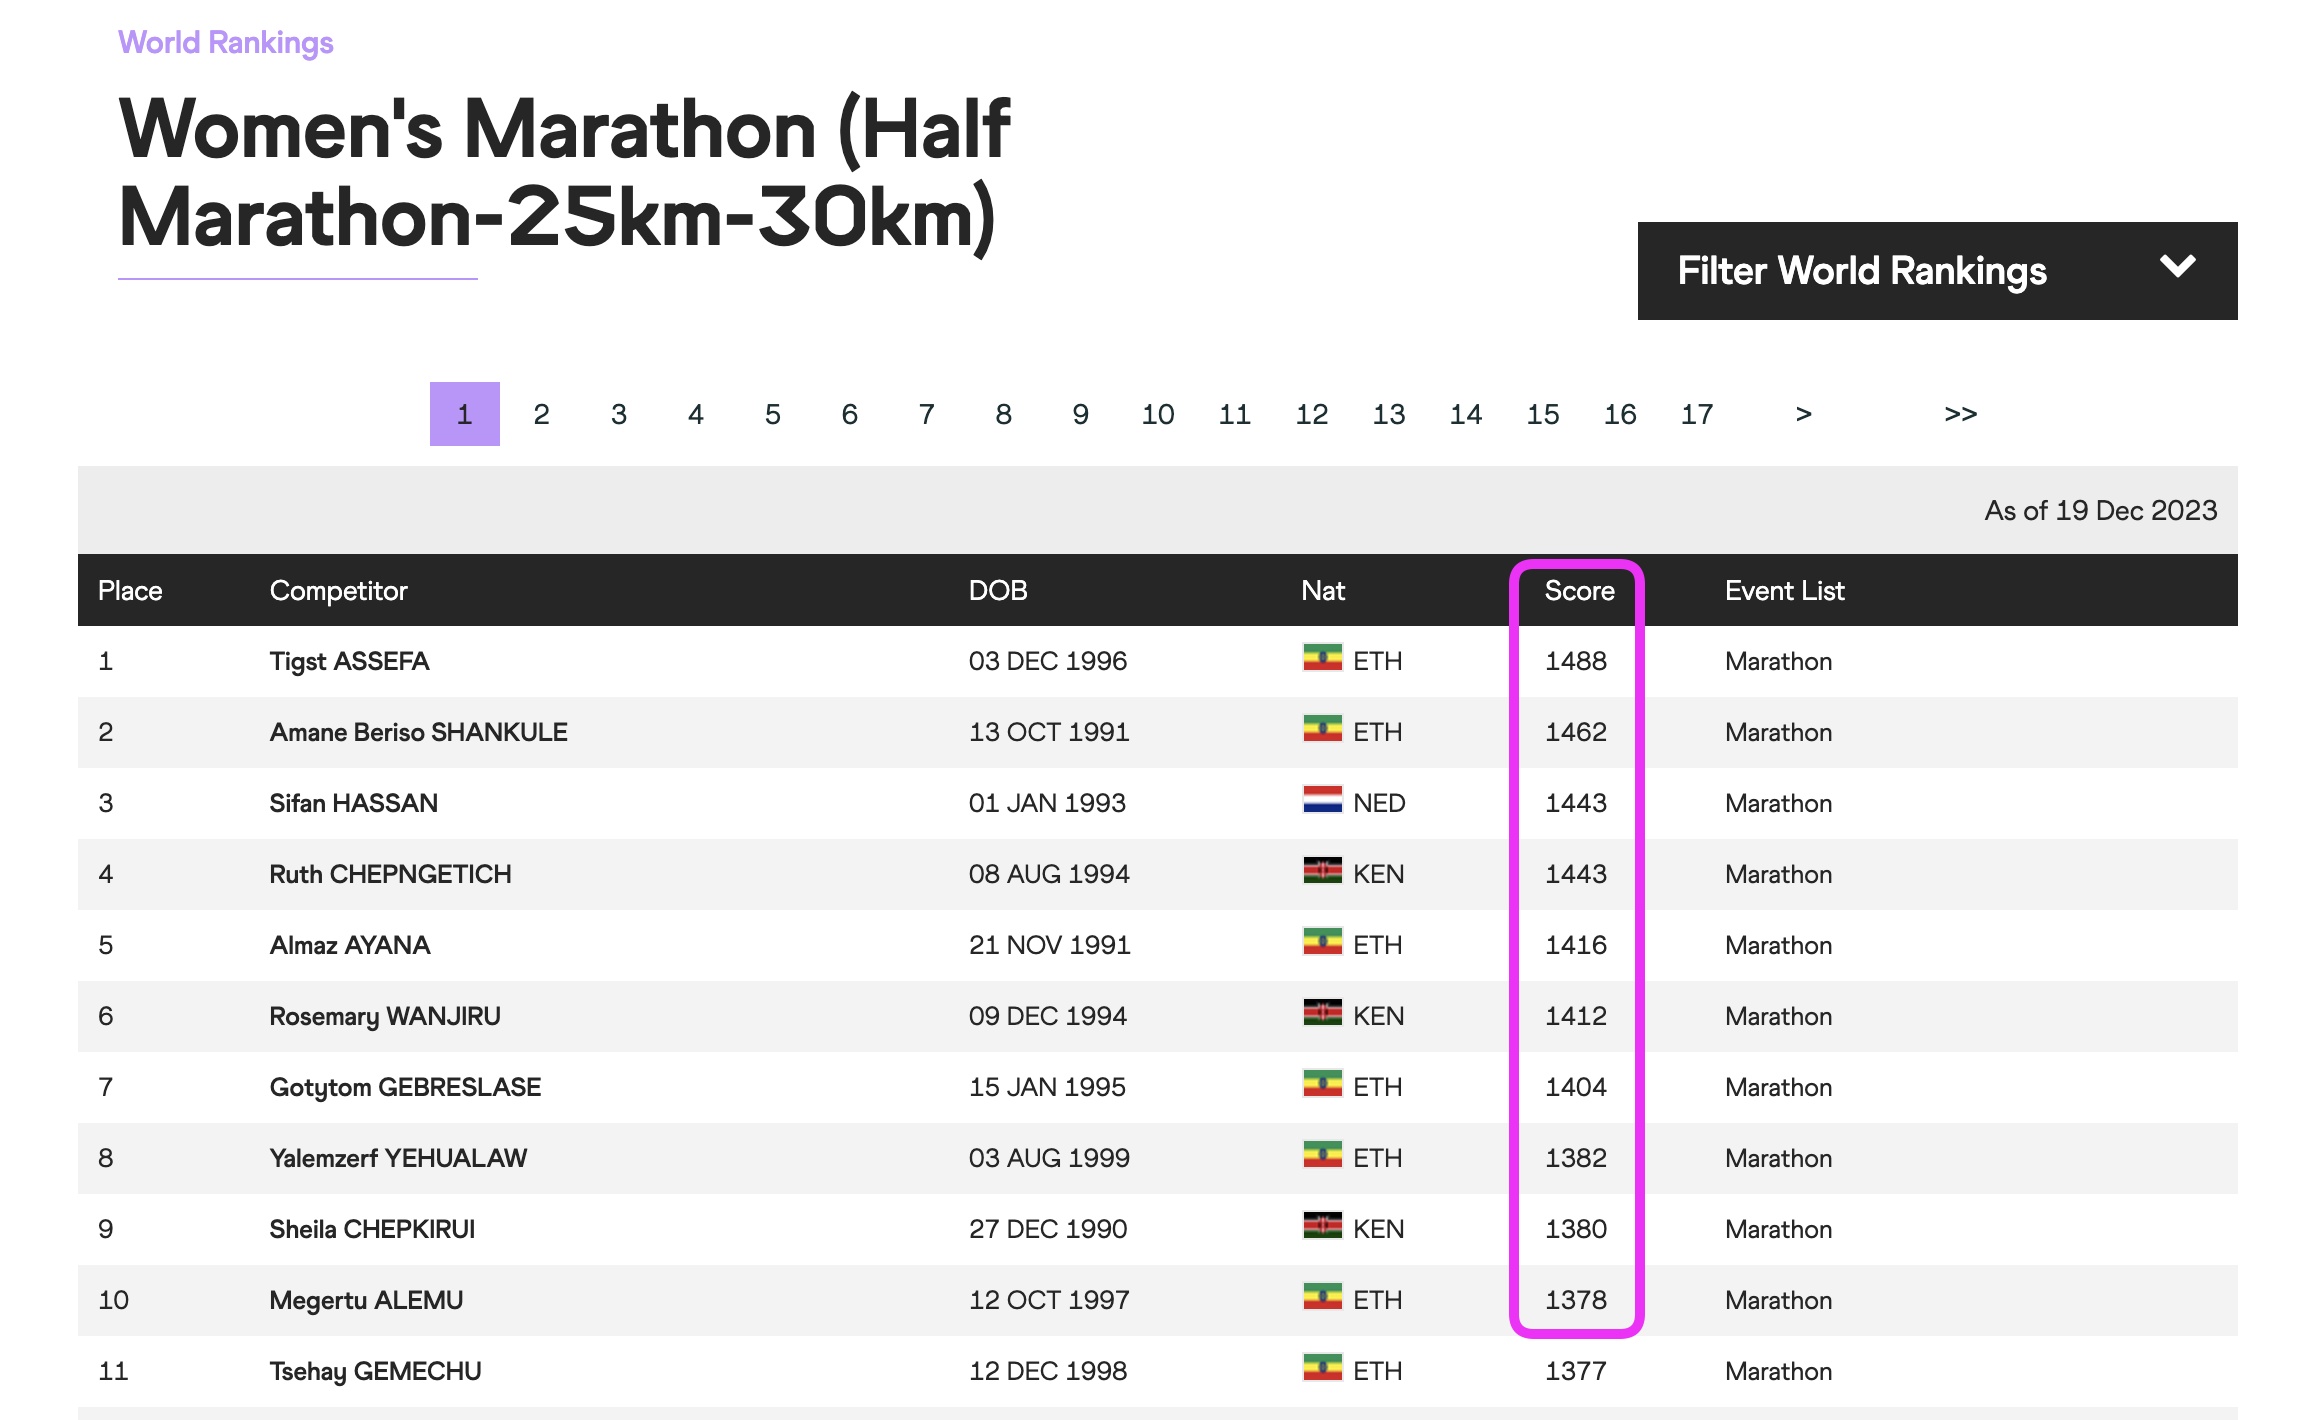 World Rankings
Women's Marathon (Half
Marathon-25km-30km)
Filter World Rankings
1 2 3 4 5 6 7 8 9 10 11 12 13 14 15 16 17 > >>
As of 19 Dec 2023
Place Competitor DOB Nat Score Event List
1 Tigst ASSEFA 03 DEC 1996 ETH 1488 Marathon
2 Amane Beriso SHANKULE 13 OCT 1991 ETH 1462 Marathon
3 Sifan HASSAN 01 JAN 1993 NED 1443 Marathon
4 Ruth CHEPNGETICH 08 AUG 1994 KEN 1443 Marathon
5 Almaz AYANA 21 NOV 1991 ETH 1416 Marathon
6 Rosemary WANJIRU 09 DEC 1994 KEN 1412 Marathon
7 Gotytom GEBRESLASE 15 JAN 1995 ETH 1404 Marathon
8 Yalemzerf YEHUALAW 03 AUG 1999 ETH 1382 Marathon
9 Sheila CHEPKIRUI 27 DEC 1990 KEN 1380 Marathon
10 Megertu ALEMU 12 OCT 1997 ETH 1378 Marathon
11 Tsehay GEMECHU 12 DEC 1998 ETH 1377 Marathon